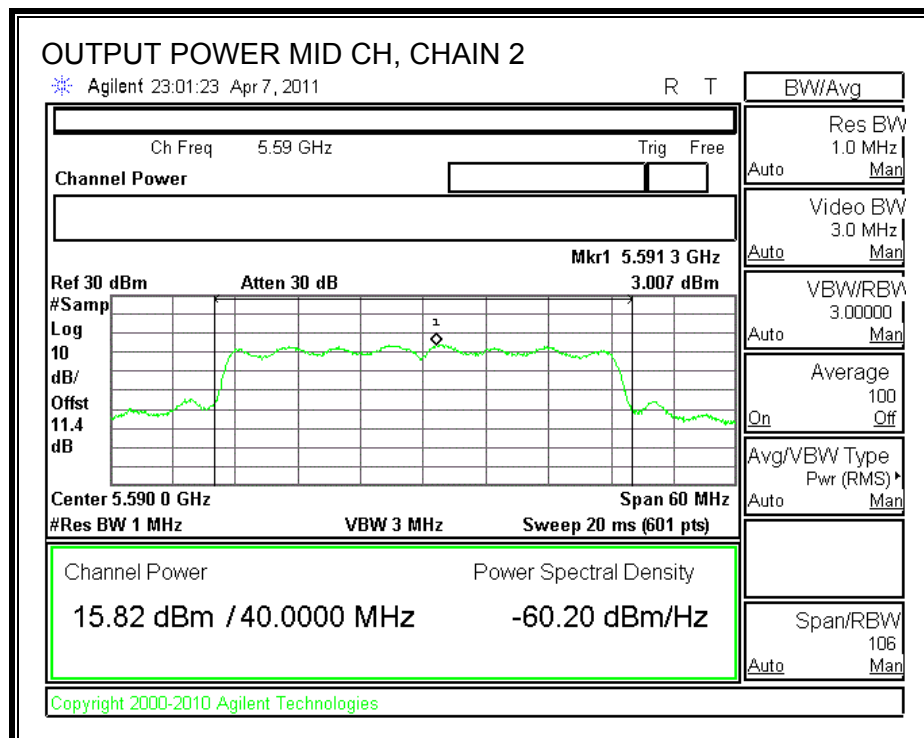 OUTPUT POWER MID CH, CHAIN 2
Agilent 23:01:23 Apr 7, 2011 R T
Ch Freq 5.59 GHz Trig Free
Channel Power
Mkr1 5.591 3 GHz
Ref 30 dBm Atten 30 dB 3.007 dBm
#Samp
Log
10
dB/
Offst
11.4
dB
1
Center 5.590 0 GHz Span 60 MHz
#Res BW 1 MHz VBW 3 MHz Sweep 20 ms (601 pts)
Channel Power Power Spectral Density
15.82 dBm / 40.0000 MHz -60.20 dBm/Hz
Copyright 2000-2010 Agilent Technologies
BW/Avg
Res BW
1.0 MHz
Auto Man
Video BW
3.0 MHz
Auto Man
VBW/RBW
3.00000
Auto Man
Average
100
On Off
Avg/VBW Type
Pwr (RMS)
Auto Man
Span/RBW
106
Auto Man